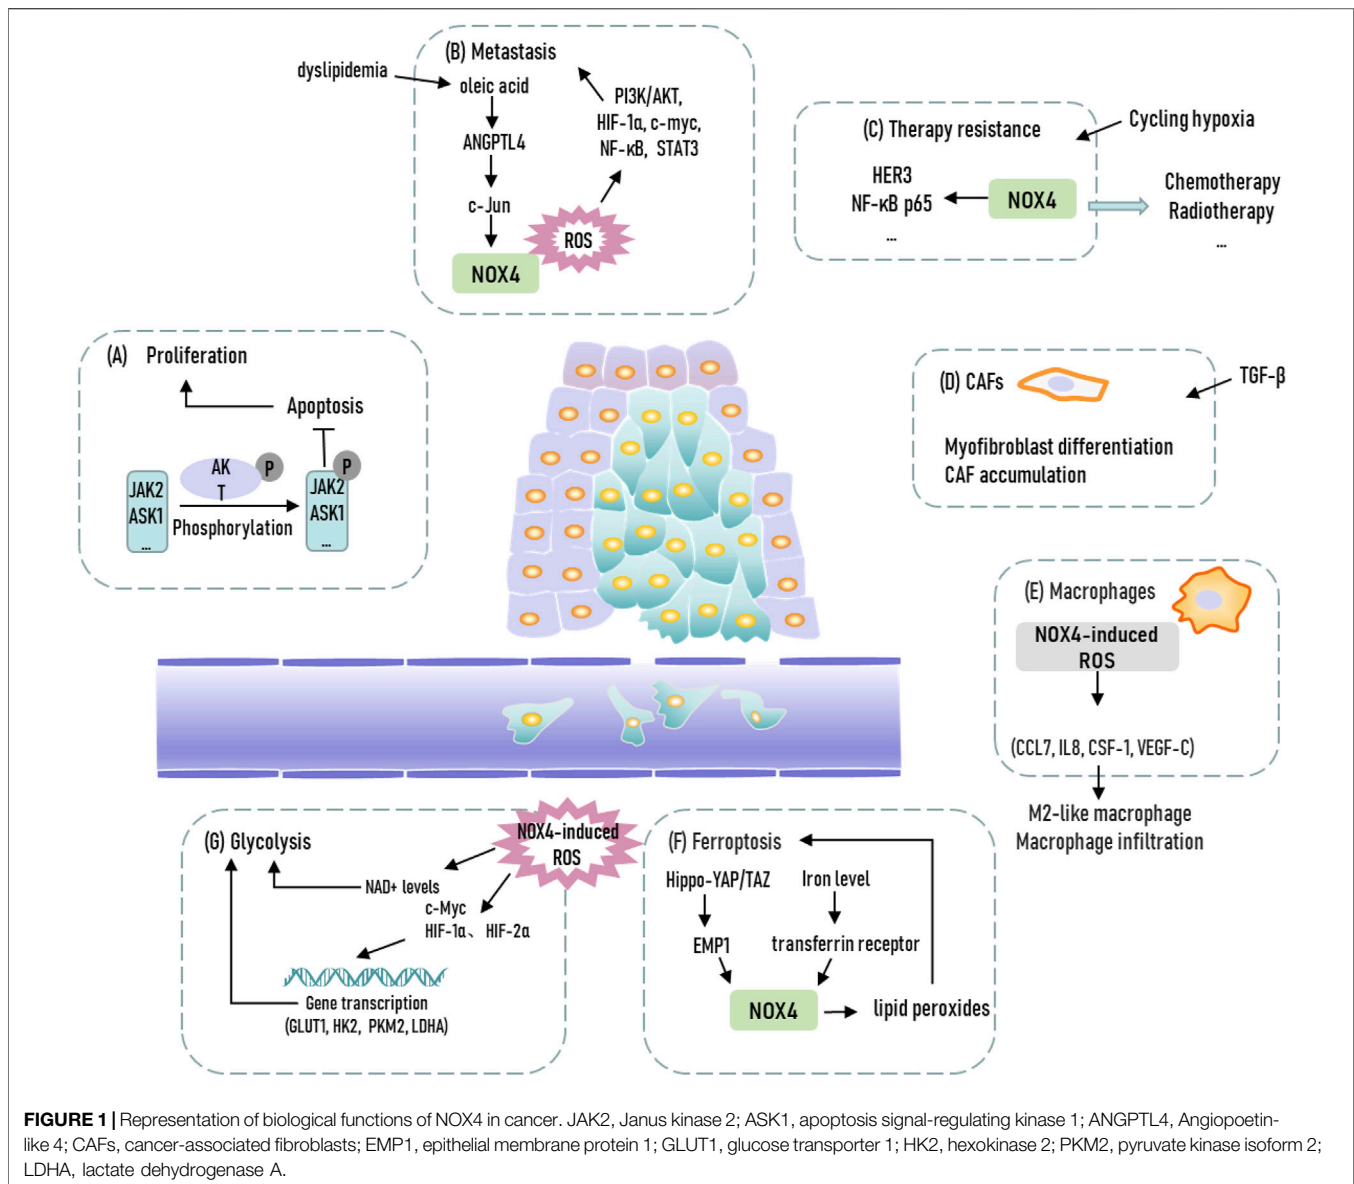 (B) Metastasis
dyslipidemia
oleic acid
ANGPTL4
c-Jun
NOX4
ROS
PI3K/AKT,
HIF-1α, c-myc,
NF-κB, STAT3
(C) Therapy resistance
Cycling hypoxia
HER3
NF-κB p65
...
NOX4
Chemotherapy
Radiotherapy
...
(A) Proliferation
Apoptosis
AK
T
P
P
JAK2
ASK1
...
Phosphorylation
JAK2
ASK1
...
(D) CAFs
TGF-β
Myofibroblast differentiation
CAF accumulation
(E) Macrophages
NOX4-induced
ROS
(CCL7, IL8, CSF-1, VEGF-C)
M2-like macrophage
Macrophage infiltration
(G) Glycolysis
NOX4-induced
ROS
NAD+ levels
c-Myc
HIF-1α、 HIF-2α
Gene transcription
(GLUT1, HK2, PKM2, LDHA)
(F) Ferroptosis
Hippo-YAP/TAZ
Iron level
EMP1
transferrin receptor
NOX4
lipid peroxides
FIGURE 1 | Representation of biological functions of NOX4 in cancer. JAK2, Janus kinase 2; ASK1, apoptosis signal-regulating kinase 1; ANGPTL4, Angiopoetin-
like 4; CAFs, cancer-associated fibroblasts; EMP1, epithelial membrane protein 1; GLUT1, glucose transporter 1; HK2, hexokinase 2; PKM2, pyruvate kinase isoform 2;
LDHA, lactate dehydrogenase A.